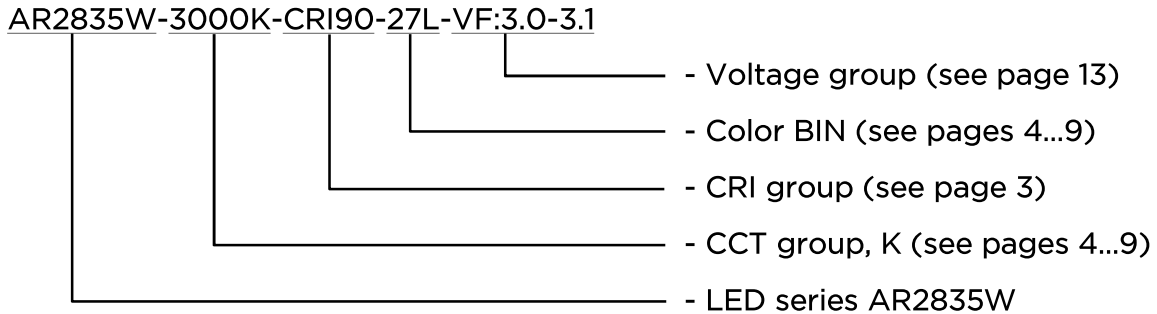 AR2835W-3000K-CRI90-27L-VF:3.0-3.1
- Voltage group (see page 13)
- Color BIN (see pages 4...9)
- CRI group (see page 3)
- CCT group, K (see pages 4...9)
- LED series AR2835W